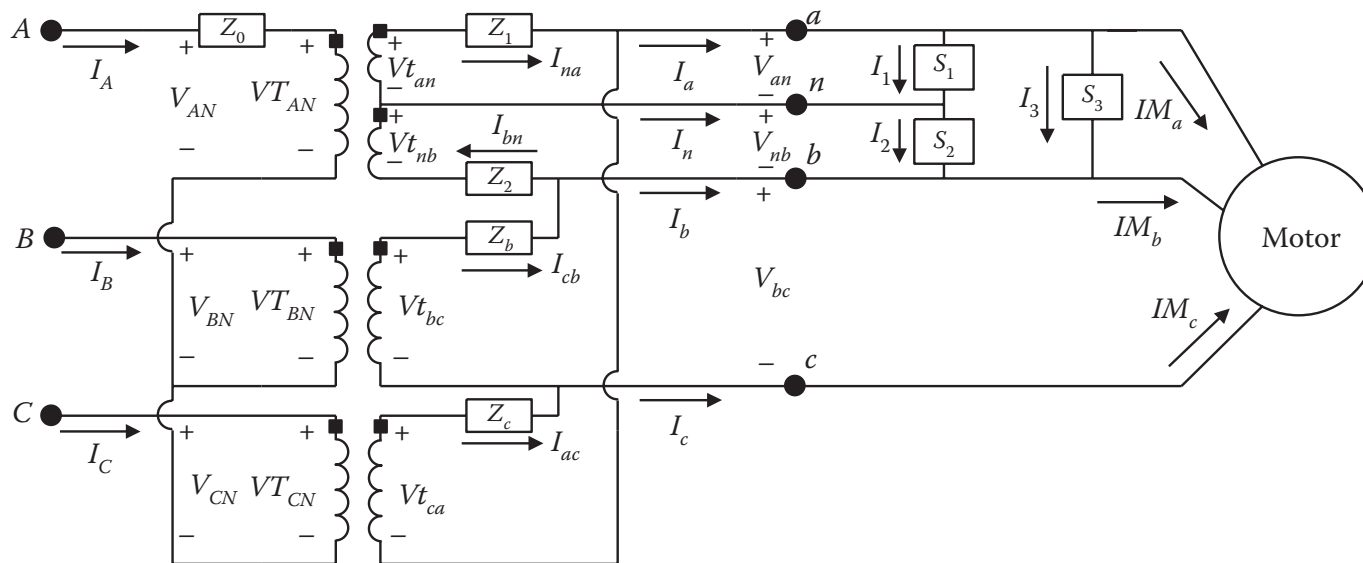 A
I_A
+
Z_0
+
V_AN
VT_AN
−
−
+
Vt_an
−
Z_1
I_na
I_a
+
V_an
−
a
I_1
S_1
I_3
S_3
IM_a
+
Vt_nb
−
I_bn
Z_2
I_n
n
+
V_nb
−
I_2
S_2
b
+
I_b
IM_b
Motor
B
I_B
+
+
V_BN
VT_BN
−
−
+
Vt_bc
−
Z_b
I_cb
V_bc
−
c
IM_c
C
I_C
+
+
V_CN
VT_CN
−
−
+
Vt_ca
−
Z_c
I_ac
I_c